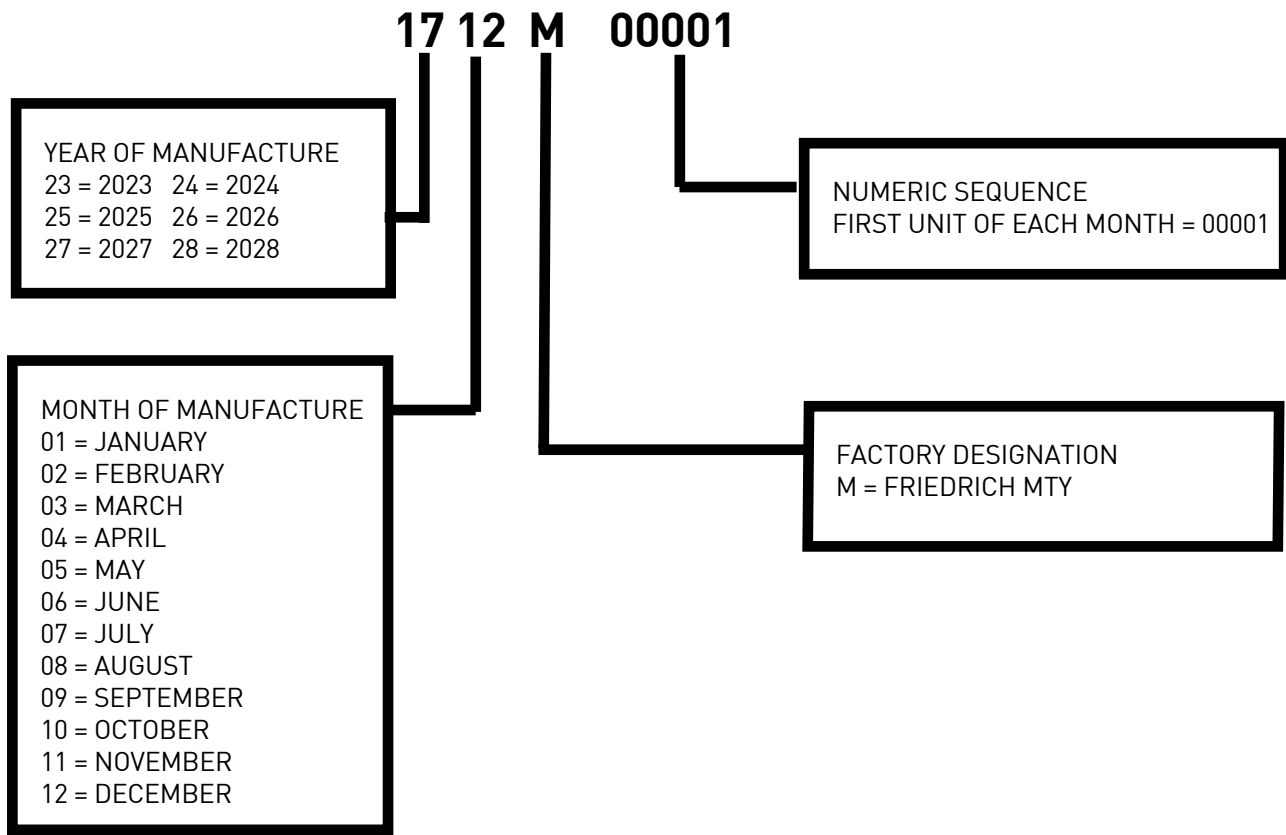 17 12 M 00001
YEAR OF MANUFACTURE
23 = 2023 24 = 2024
25 = 2025 26 = 2026
27 = 2027 28 = 2028
NUMERIC SEQUENCE
FIRST UNIT OF EACH MONTH = 00001
MONTH OF MANUFACTURE
01 = JANUARY
02 = FEBRUARY
03 = MARCH
04 = APRIL
05 = MAY
06 = JUNE
07 = JULY
08 = AUGUST
09 = SEPTEMBER
10 = OCTOBER
11 = NOVEMBER
12 = DECEMBER
FACTORY DESIGNATION
M = FRIEDRICH MTY